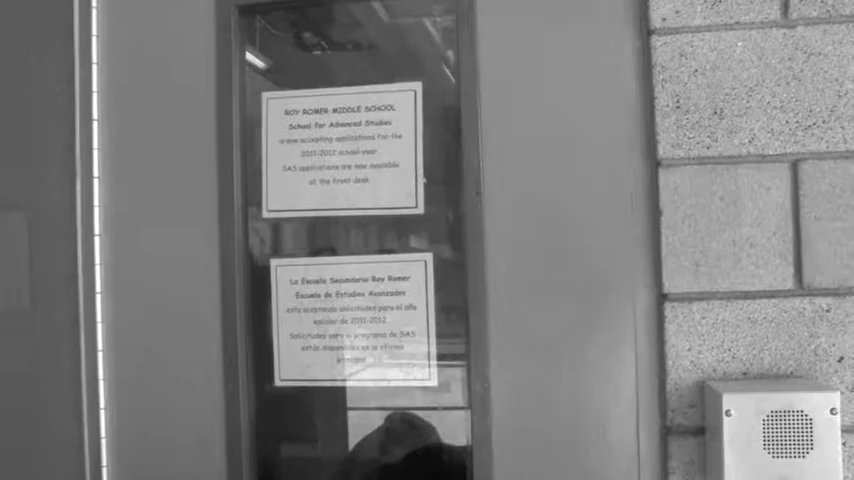 ROY ROMER MIDDLE SCHOOL
School for Advanced Studies
is now accepting applications for the
2011-2012 school year.
SAS applications are now available
at the front desk
La Escuela Secundaria Roy Romer
Escuela de Estudios Avanzados
esta aceptando solicitudes para el año
escolar de 2011-2012
Solicitudes para el programa de SAS
están disponibles en la oficina
principal